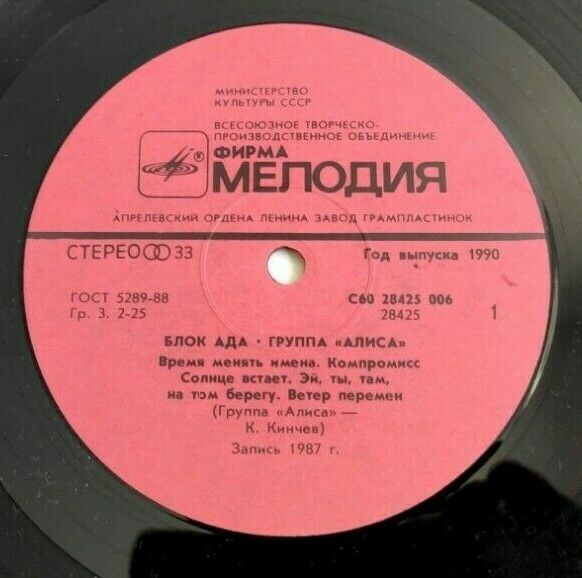 МИНИСТЕРСТВО
КУЛЬТУРЫ СССР
ВСЕСОЮЗНОЕ ТВОРЧЕСКО-
ПРОИЗВОДСТВЕННОЕ ОБЪЕДИНЕНИЕ
® ФИРМА
МЕЛОДИЯ
АПРЕЛЕВСКИЙ ОРДЕНА ЛЕНИНА ЗАВОД ГРАМПЛАСТИНОК
СТЕРЕО 33 Год выпуска 1990
ГОСТ 5289-88 С60 28425 006
Гр. 3. 2-25 28425 1
БЛОК АДА · ГРУППА «АЛИСА»
Время менять имена. Компромисс
Солнце встает. Эй, ты, там,
на том берегу. Ветер перемен
(Группа «Алиса» —
К. Кинчев)
Запись 1987 г.